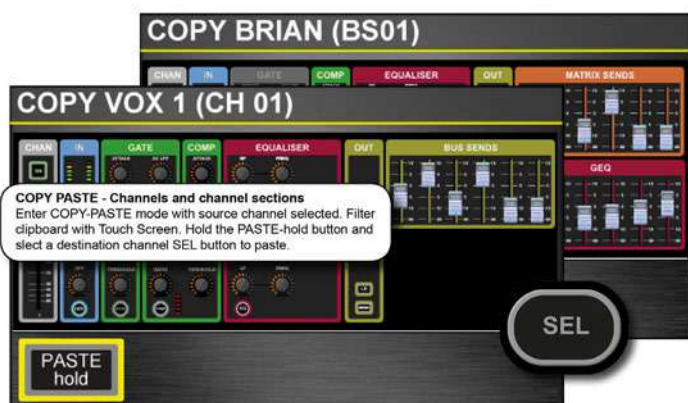 COPY BRIAN (BS01)
CHAN IN GATE COMP EQUALISER OUT MATRIX SENDS
COPY VOX 1 (CH 01)
CHAN IN GATE COMP EQUALISER OUT BUS SENDS
GEQ
COPY PASTE - Channels and channel sections
Enter COPY-PASTE mode with source channel selected. Filter
clipboard with Touch Screen. Hold the PASTE-hold button and
slect a destination channel SEL button to paste.
SEL
PASTE
hold